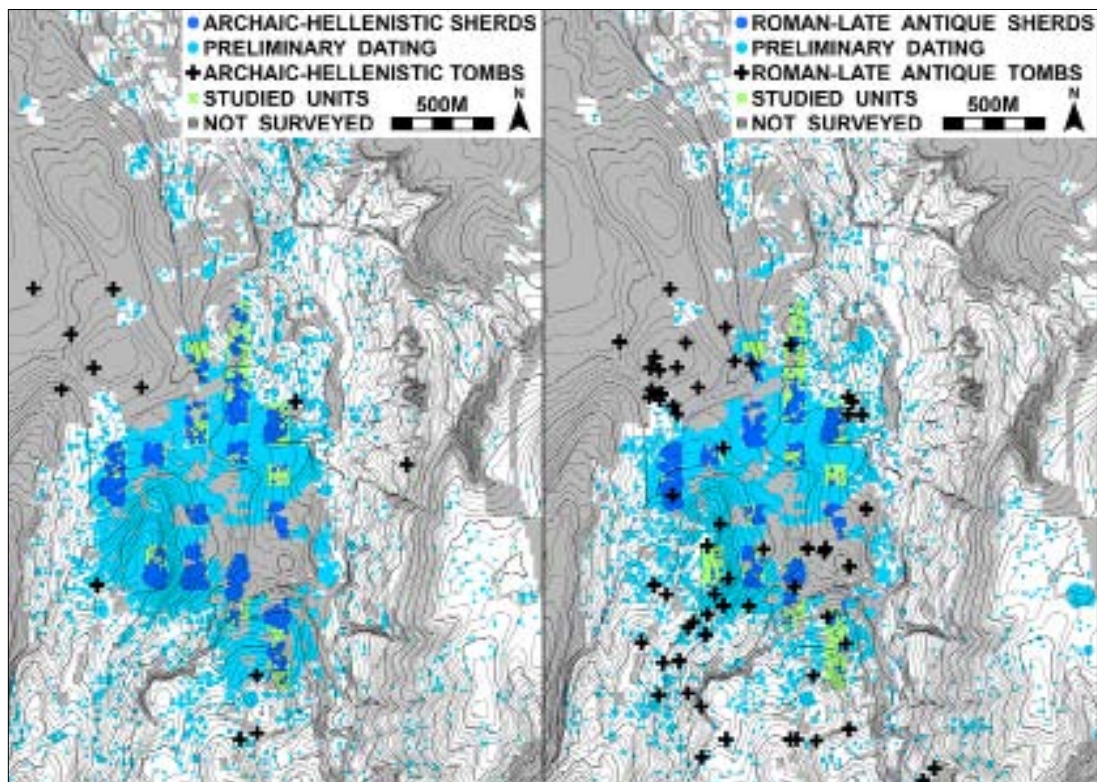 ARCHAIC-HELLENISTIC SHERDS
PRELIMINARY DATING
ARCHAIC-HELLENISTIC TOMBS
STUDIED UNITS 500M N
NOT SURVEYED
ROMAN-LATE ANTIQUE SHERDS
PRELIMINARY DATING
ROMAN-LATE ANTIQUE TOMBS
STUDIED UNITS 500M N
NOT SURVEYED